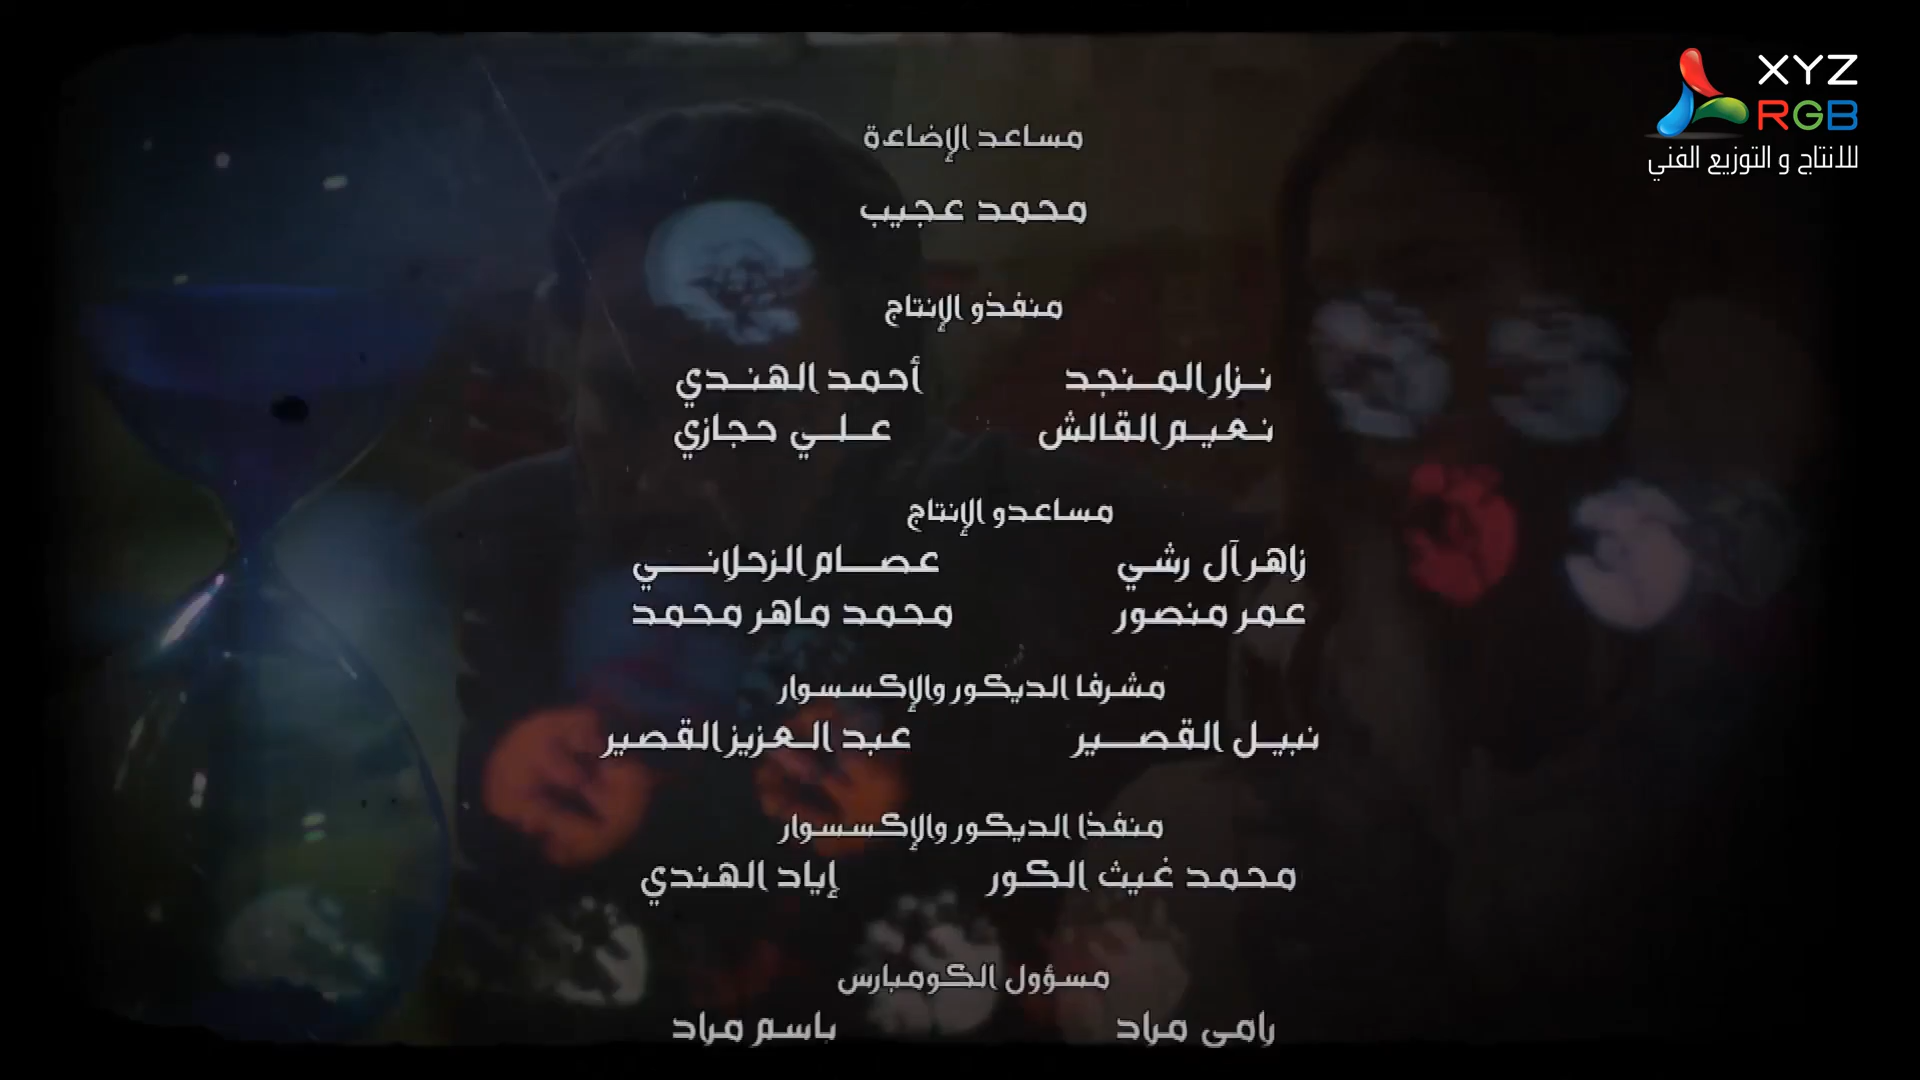 XYZ
RGB
للانتاج و التوزيع الفني
مساعد الإضاءة
محمد عجيب
منفذو الإنتاج
نزار المنجد أحمد الهندي
نعيم القالش علي حجازي
مساعدو الإنتاج
زاهر آل رشي عصام الزحلاني
عمر منصور محمد ماهر محمد
مشرفا الديكور والإكسسوار
نبيل القصير عبد العزيز القصير
منفذا الديكور والإكسسوار
محمد غيث الكور إياد الهندي
مسؤول الكومبارس
رامي مراد باسم مراد